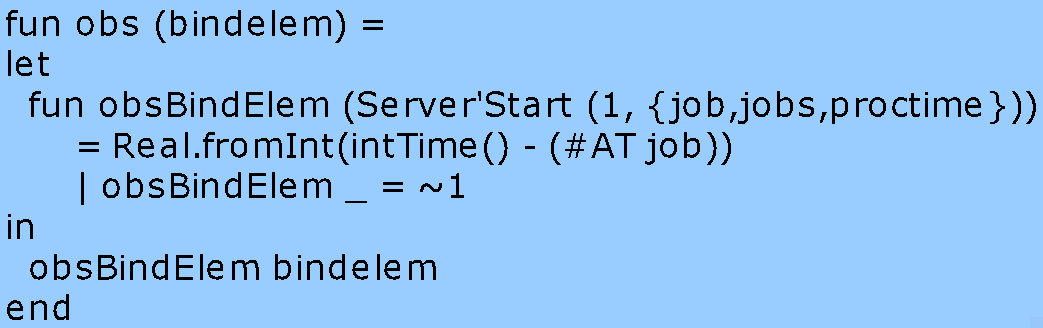 fun obs (bindelem) =
let
fun obsBindElem (Server'Start (1, {job,jobs,proctime}))
= Real.fromInt(intTime() - (#AT job))
| obsBindElem _ = ~1
in
obsBindElem bindelem
end